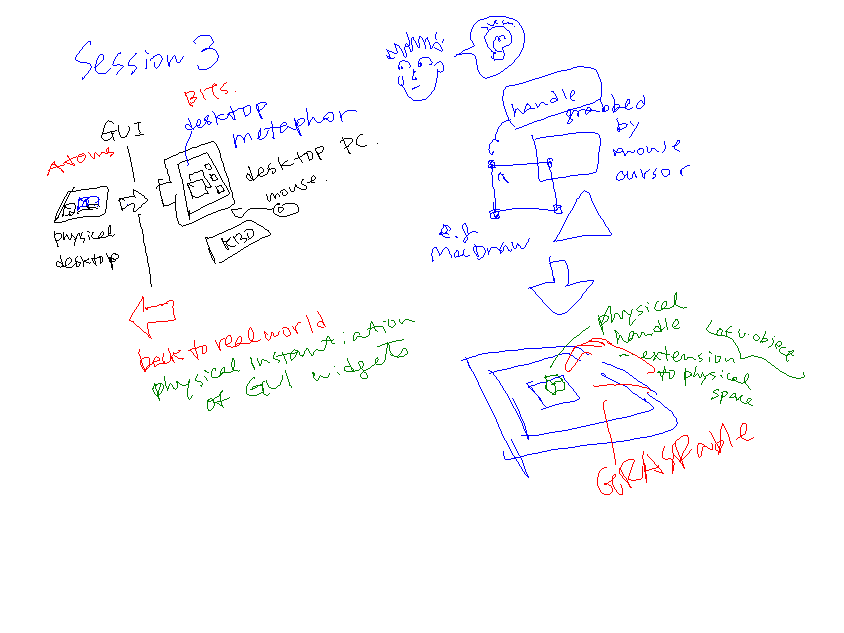 Session 3
BITS.
desktop
metaphor
GUI
Atoms
desktop PC.
mouse.
KBD
physical
desktop
back to real world
physical instantiation
of GUI widgets
handle
grabbed
by
mouse
cursor
e.g
MacDraw
physical
handle
of v. object
extension
to physical
space
GRASPable